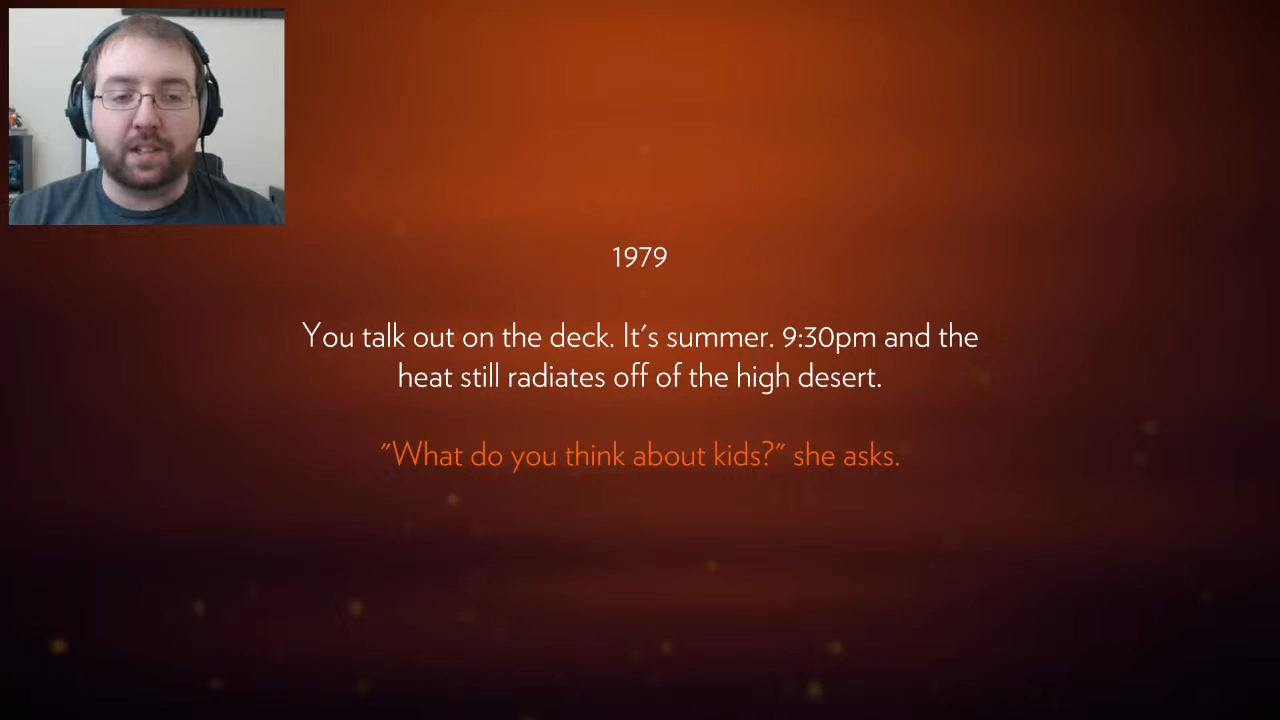 1979
You talk out on the deck. It's summer. 9:30pm and the
heat still radiates off of the high desert.
"What do you think about kids?" she asks.